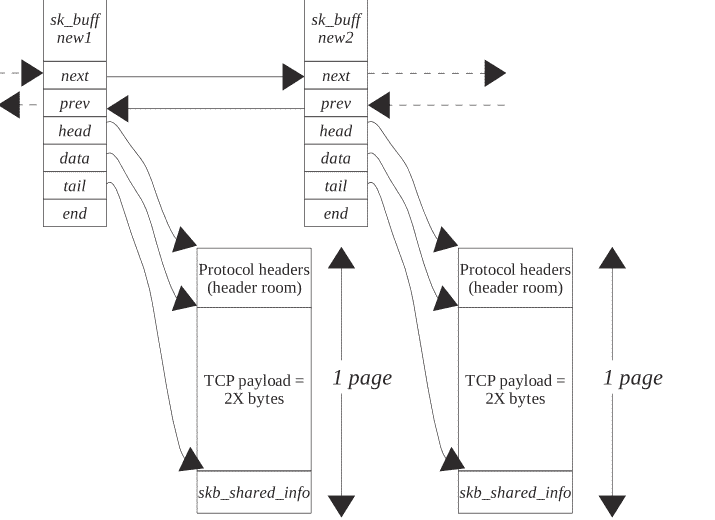 sk_buff
new1
next
prev
head
data
tail
end
sk_buff
new2
next
prev
head
data
tail
end
Protocol headers
(header room)
TCP payload =
2X bytes
skb_shared_info
1 page
Protocol headers
(header room)
TCP payload =
2X bytes
skb_shared_info
1 page